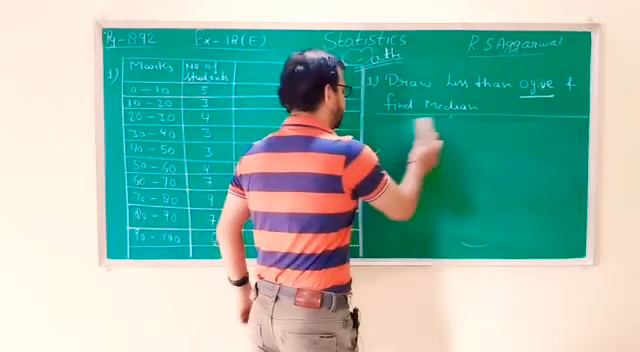 Pg-892 Ex-18(E) Statistics R S Aggarwal
1) Marks No of students
0-10 5
10-20 3
20-30 4
30-40 3
40-50 3
50-60 4
60-70 7
70-80 9
80-90 7
90-100
1) Draw less than ogive &
find Median